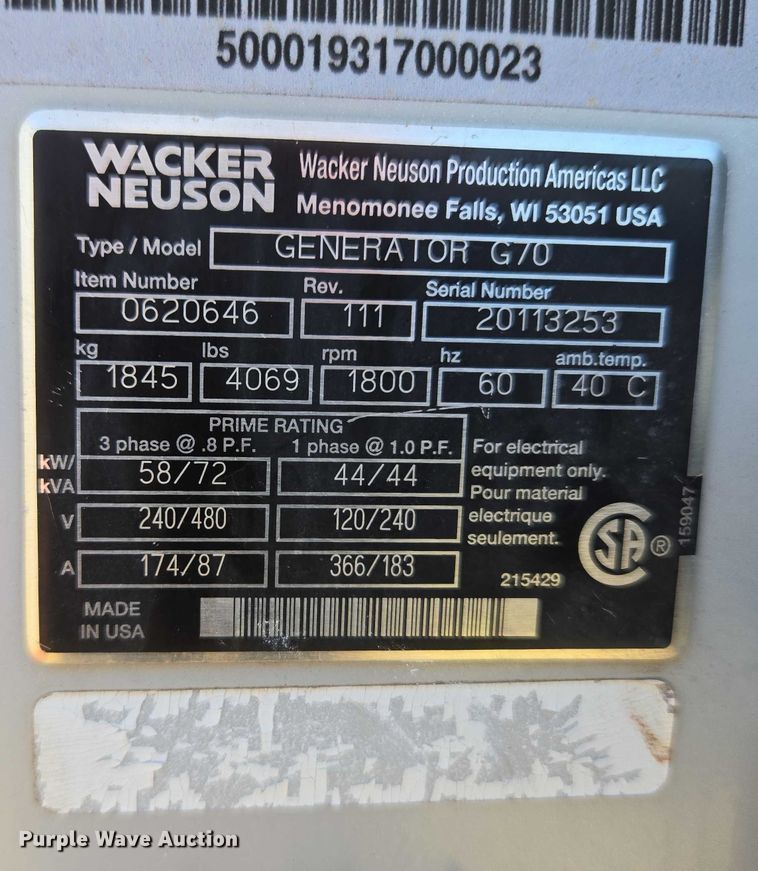 500019317000023
WACKER
NEUSON
Wacker Neuson Production Americas LLC
Menomonee Falls, WI 53051 USA
Type / Model GENERATOR G70
Item Number Rev. Serial Number
0620646 111 20113253
kg lbs rpm hz amb.temp.
1845 4069 1800 60 40 C
PRIME RATING
3 phase @ .8 P.F. 1 phase @ 1.0 P.F.
kW/ kVA 58/72 44/44
V 240/480 120/240
A 174/87 366/183
For electrical
equipment only.
Pour material
electrique
seulement.
215429
SA ®
159047
MADE
IN USA
Purple Wave Auction